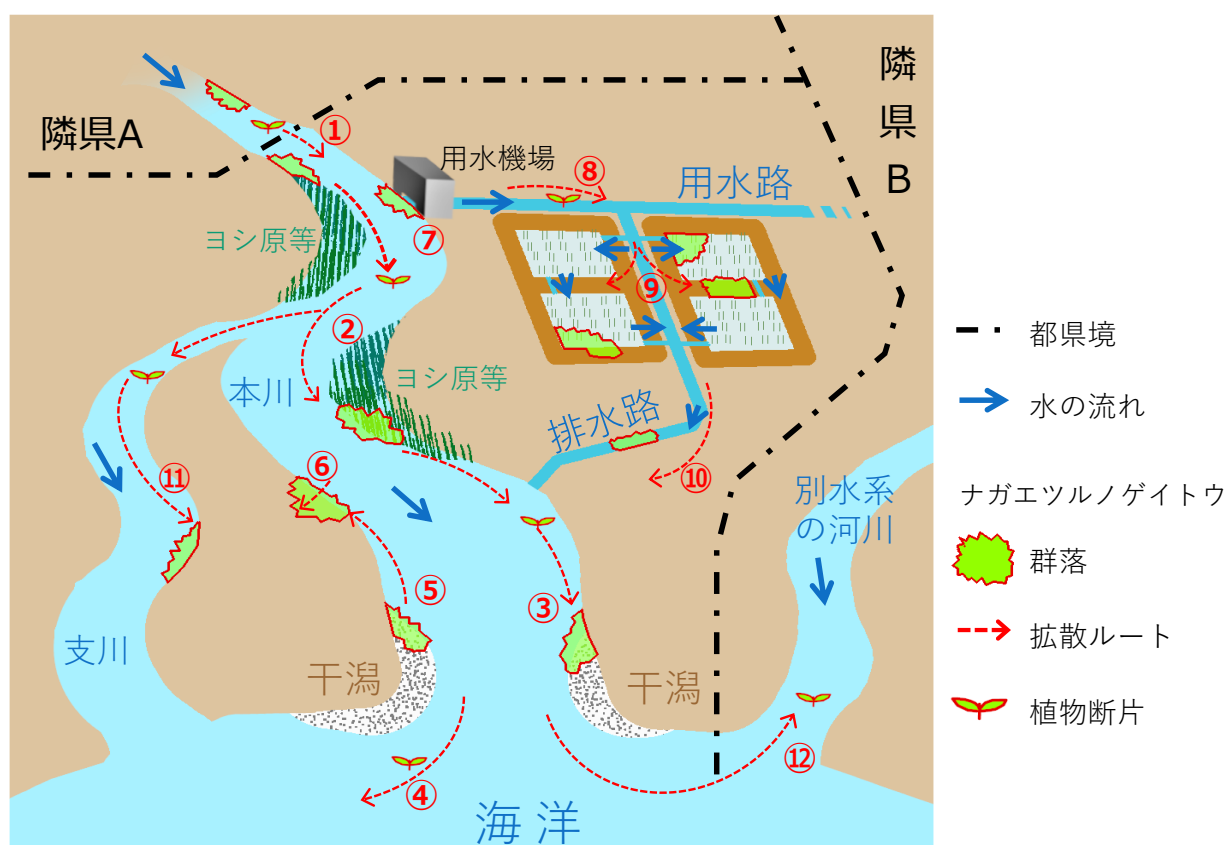 隣県A
①
用水機場
⑧
用水路
隣県B
ヨシ原等
⑦
⑨
②
ヨシ原等
本川
排水路
⑥
⑩
⑪
別水系
の河川
⑤
③
支川
干潟
干潟
⑫
④
海洋
都県境
水の流れ
ナガエツルノゲイトウ
群落
拡散ルート
植物断片